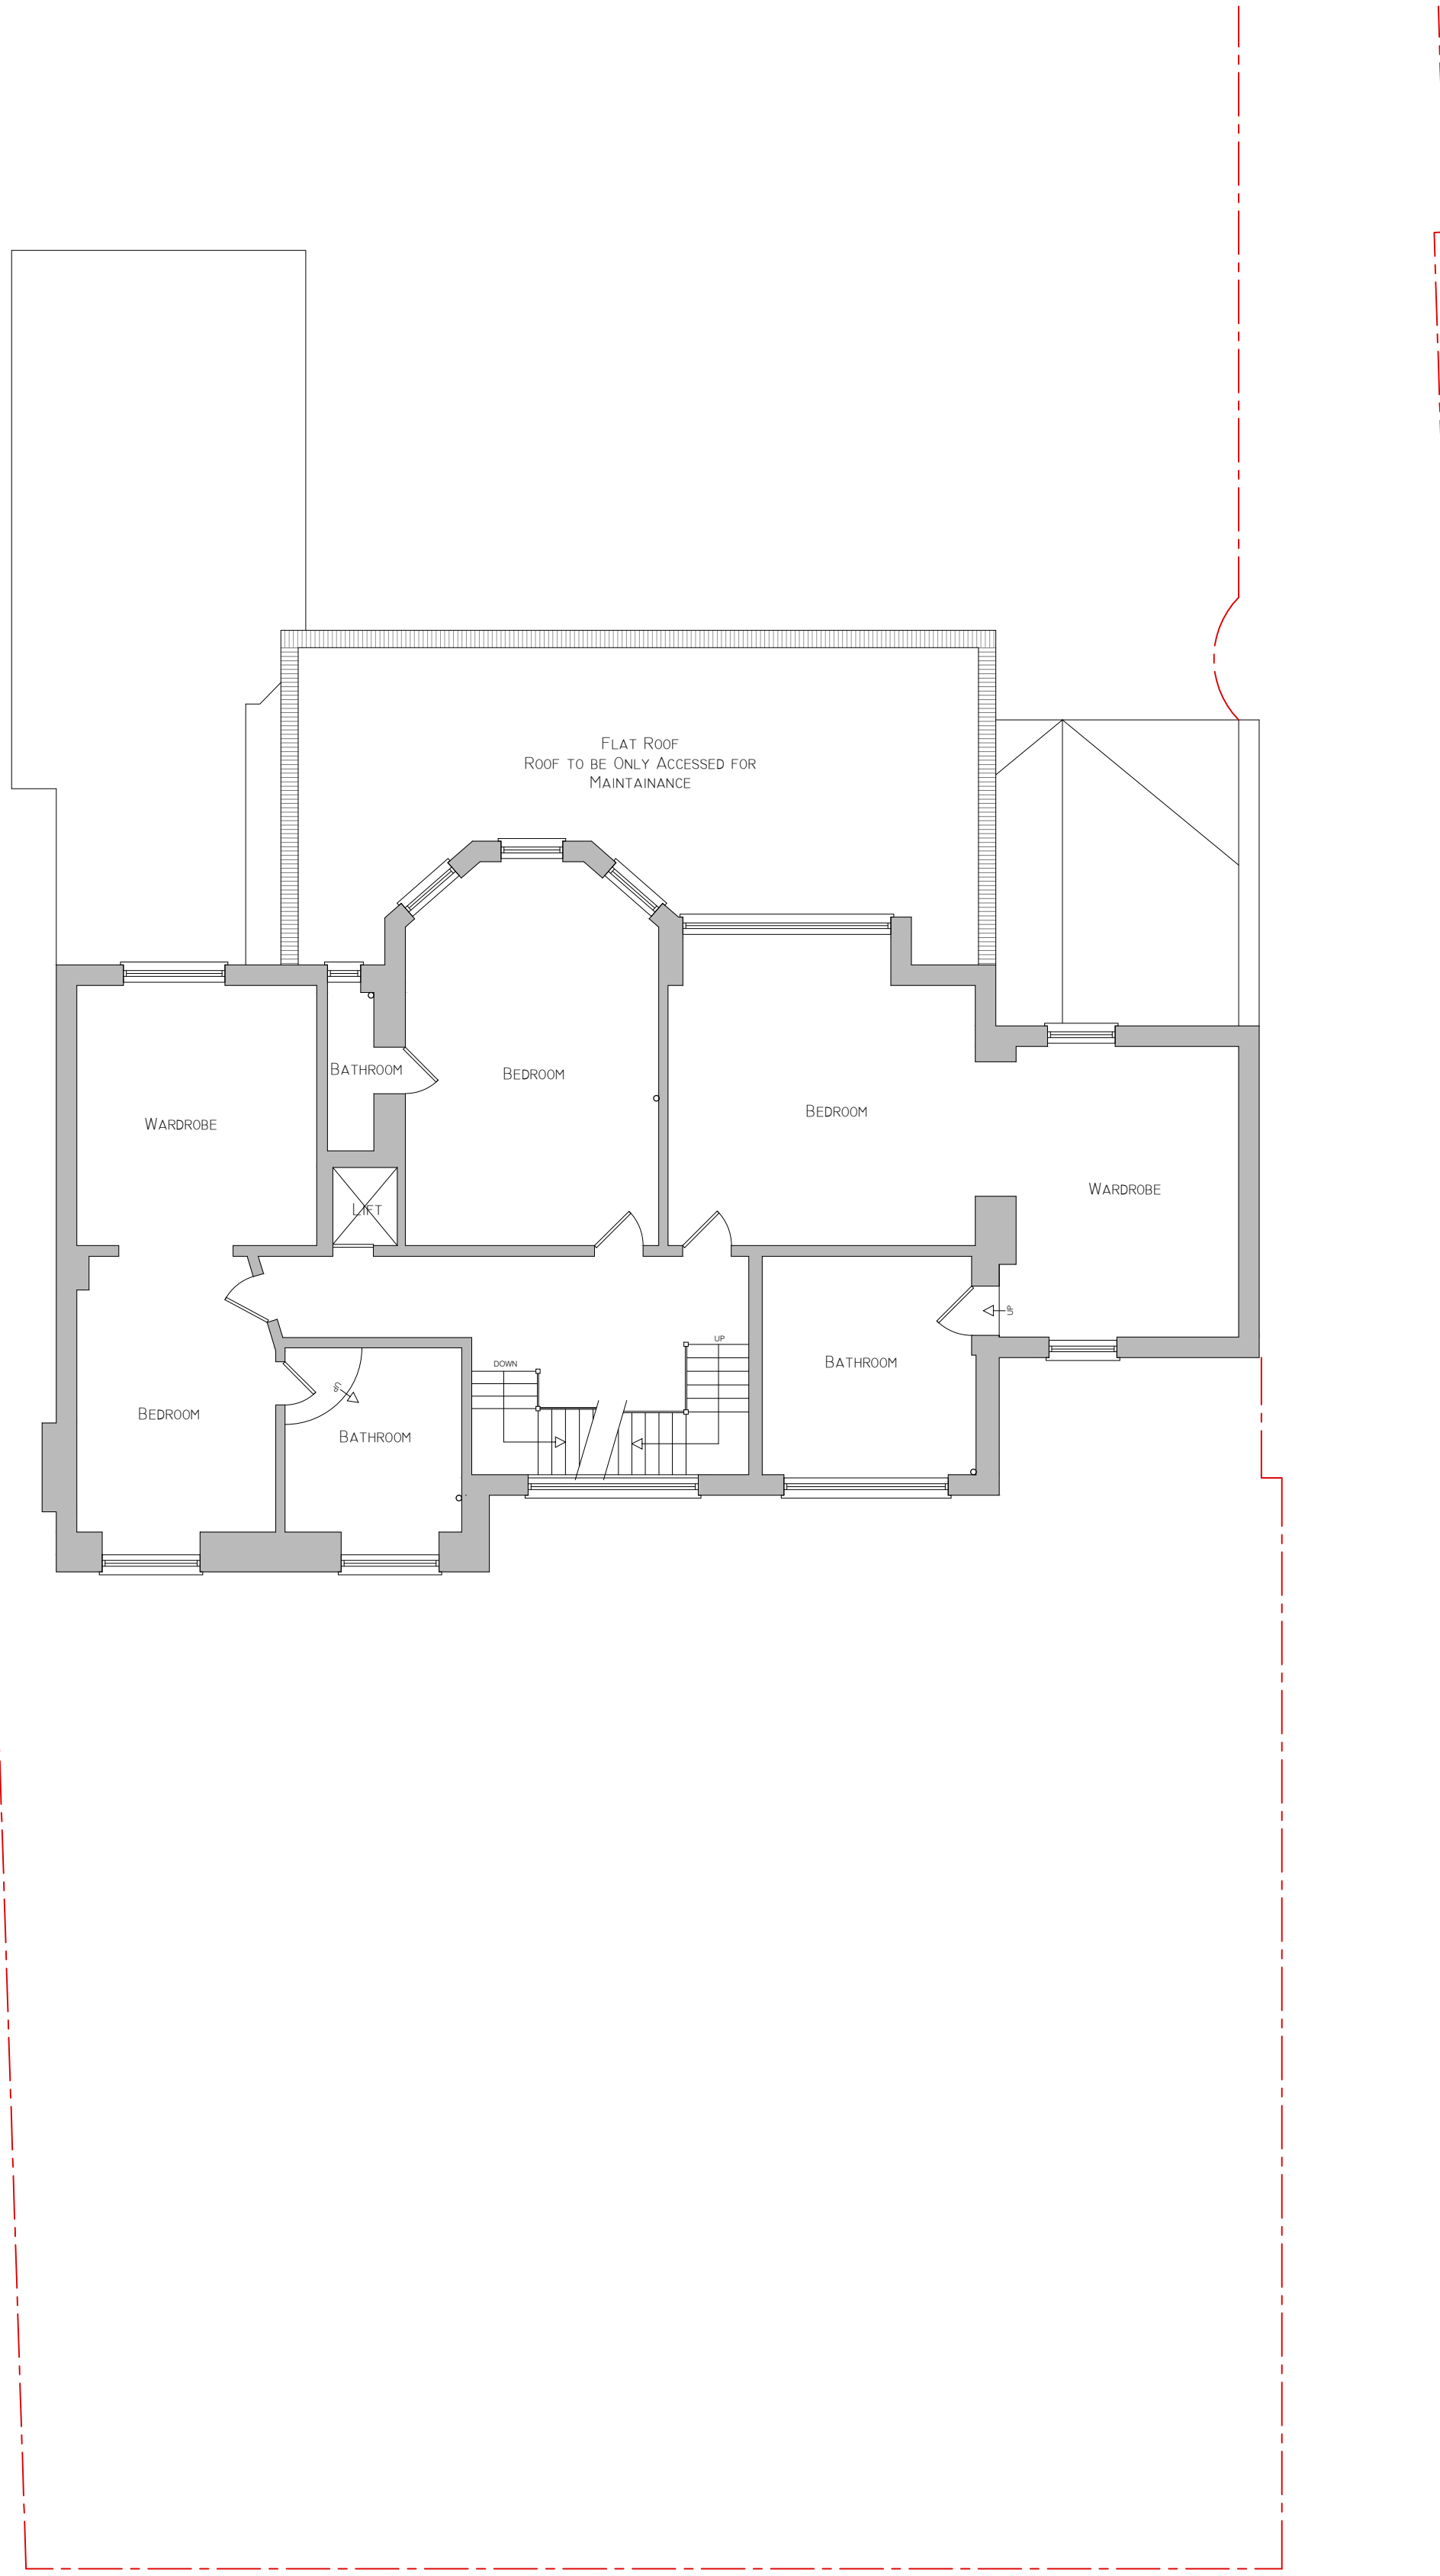 FLAT ROOF
ROOF TO BE ONLY ACCESSED FOR
MAINTAINANCE
BATHROOM
BEDROOM
BEDROOM
WARDROBE
WARDROBE
LIFT
UP
UP
DOWN
BATHROOM
UP
BEDROOM
BATHROOM